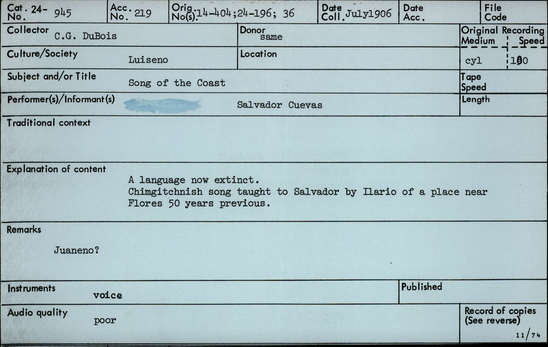 Cat. 24- No. 945 Acc. No. 219 Orig. No(s). 14-404;24-196; 36 Date Coll. July1906 Date Acc. File Code
Collector C.G. DuBois Donor same Original Recording Medium Speed
Culture/Society Luiseno Location cyl
Subject and/or Title Song of the Coast Tape Speed
Performer(s)/Informant(s) Salvador Cuevas Length
Traditional context
Explanation of content
A language now extinct.
Chimgitchnish song taught to Salvador by Ilario of a place near
Flores 50 years previous.
Remarks
Juaneno?
Instruments voice Published
Audio quality poor Record of copies (See reverse)
11/74